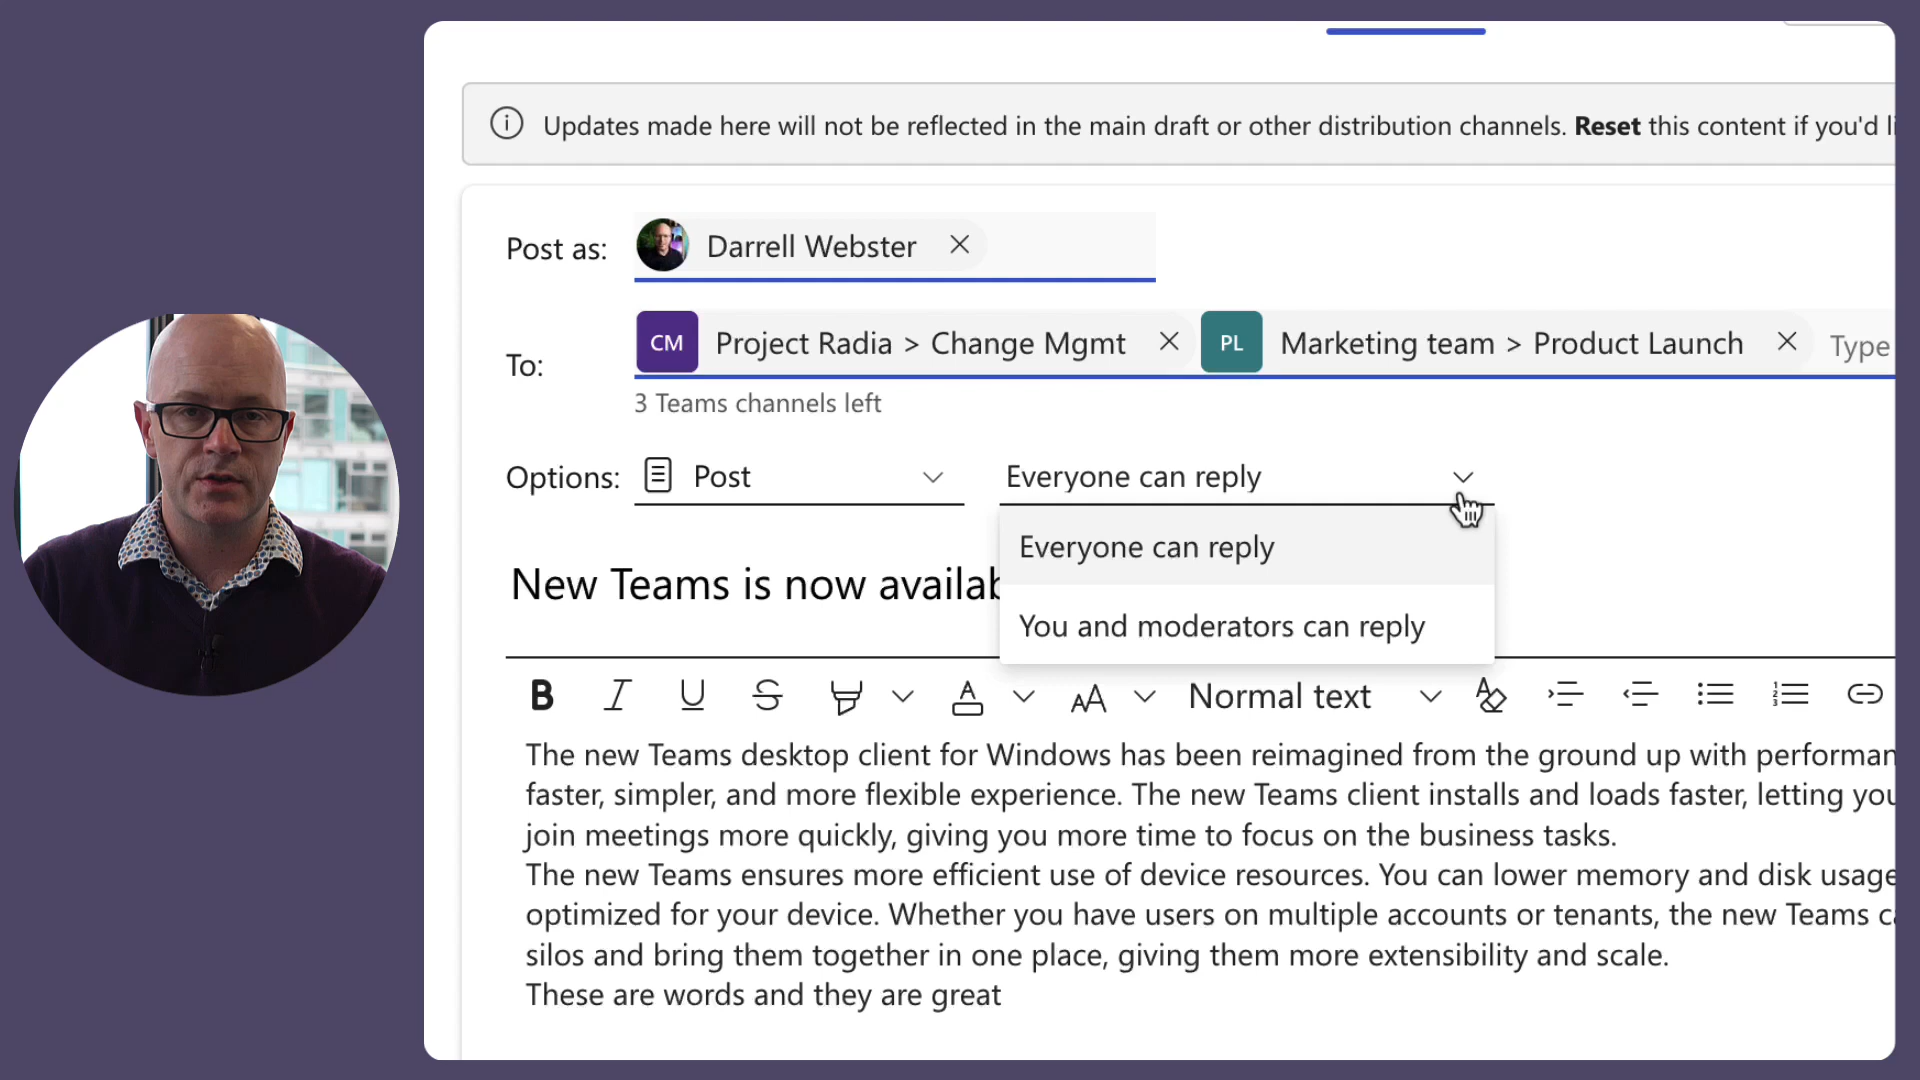 Updates made here will not be reflected in the main draft or other distribution channels. Reset this content if you'd
Post as: Darrell Webster
To: CM Project Radia > Change Mgmt PL Marketing team > Product Launch Type
3 Teams channels left
Options: Post Everyone can reply
Everyone can reply
New Teams is now
You and moderators can reply
B I U S A AA Normal text A
The new Teams desktop client for Windows has been reimagined from the ground up with
faster, simpler, and more flexible experience. The new Teams client installs and loads faster, letting
join meetings more quickly, giving you more time to focus on the business tasks.
The new Teams ensures more efficient use of device resources. You can lower memory and disk usage
optimized for your device. Whether you have users on multiple accounts or tenants, the new Teams
silos and bring them together in one place, giving them more extensibility and scale.
These are words and they are great